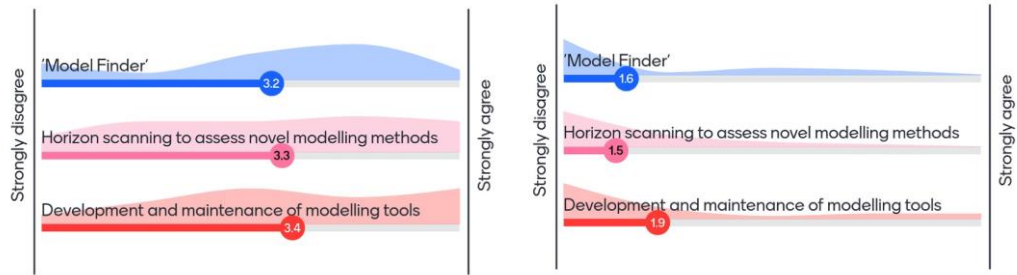 Strongly disagree
'Model Finder'
3.2
Horizon scanning to assess novel modelling methods
3.3
Development and maintenance of modelling tools
3.4
Strongly agree
Strongly disagree
'Model Finder'
1.6
Horizon scanning to assess novel modelling methods
1.5
Development and maintenance of modelling tools
1.9
Strongly agree